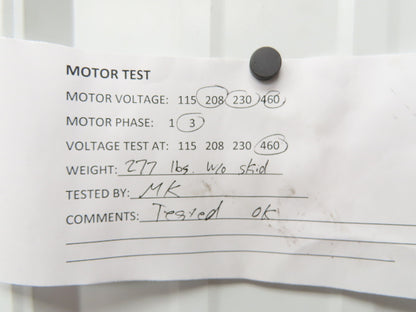 MOTOR TEST
MOTOR VOLTAGE: 115 208 230 460
MOTOR PHASE: 1 3
VOLTAGE TEST AT: 115 208 230 460
WEIGHT: 277 lbs. w/o skid
TESTED BY: MK
COMMENTS: Tested OK